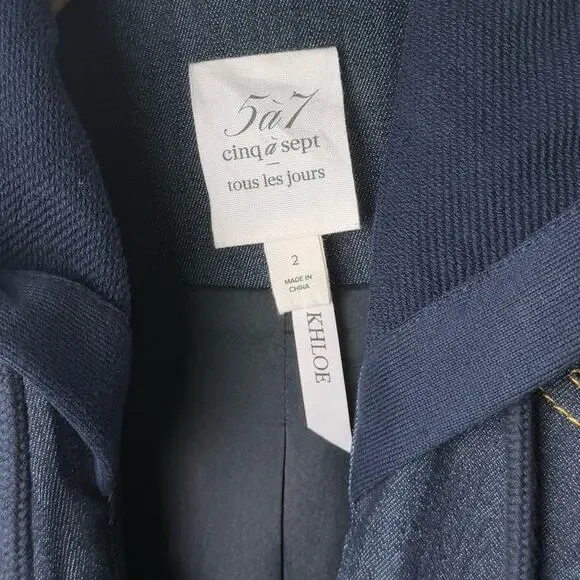 5à7
cinq à sept
tous les jours
2
MADE IN
CHINA
KHLOE